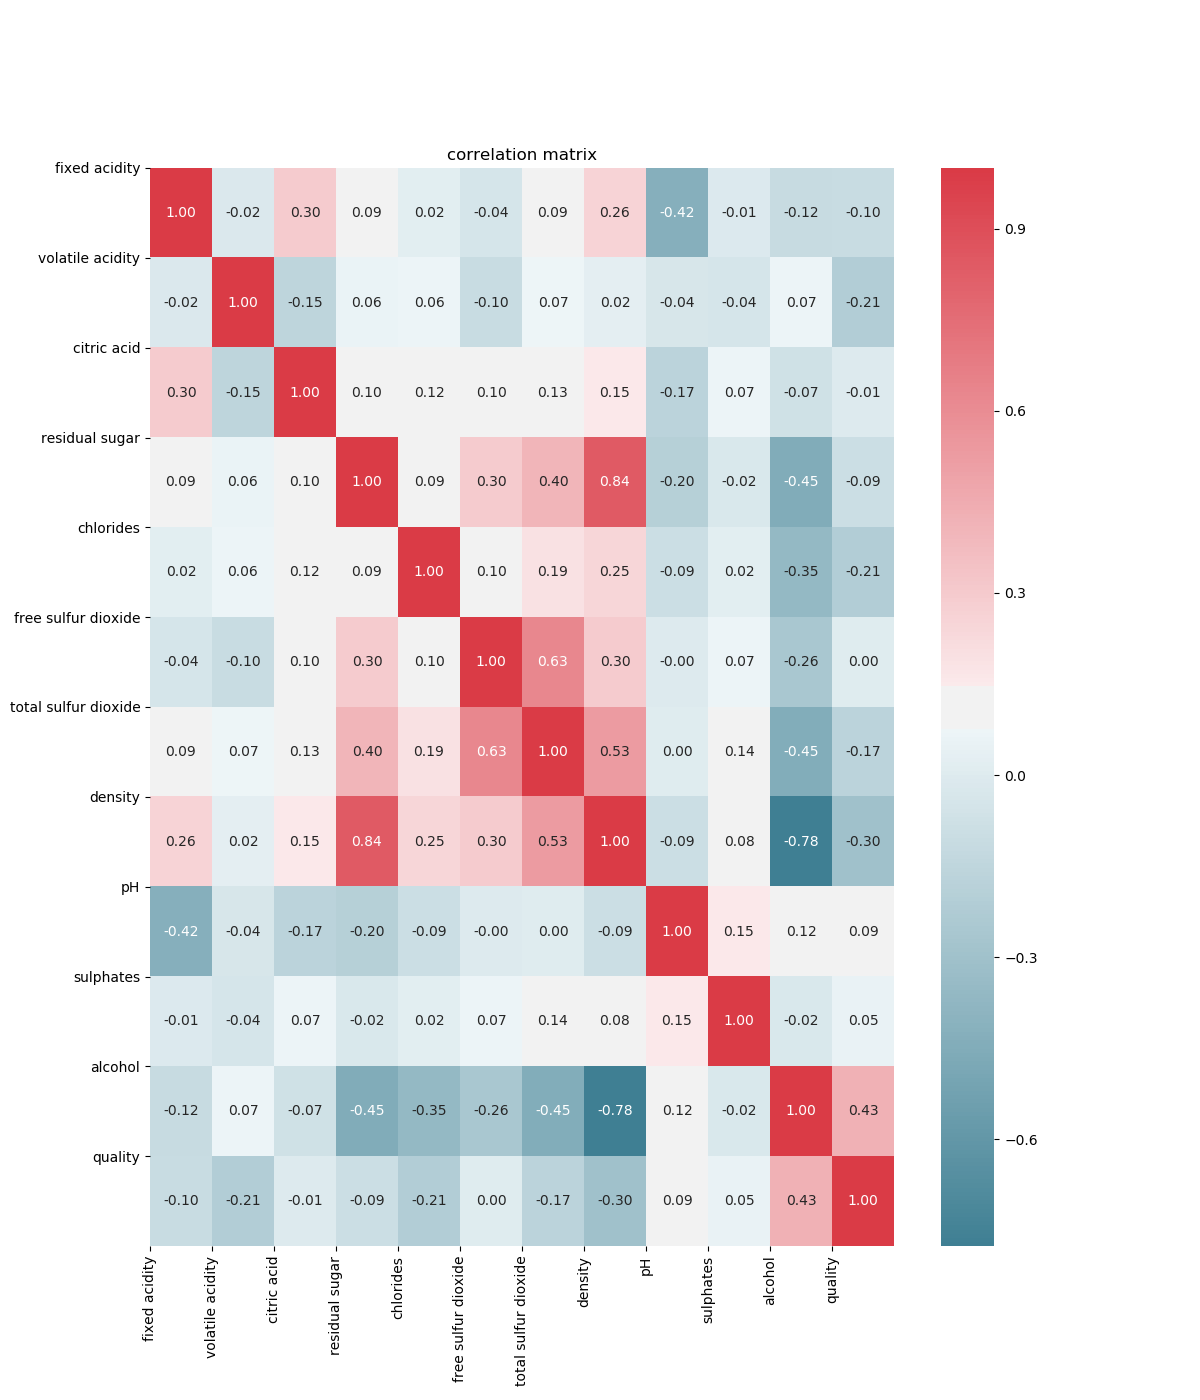 correlation matrix
fixed acidity
1.00 -0.02 0.30 0.09 0.02 -0.04 0.09 0.26 -0.42 -0.01 -0.12 -0.10
0.9
volatile acidity
-0.02 1.00 -0.15 0.06 0.06 -0.10 0.07 0.02 -0.04 -0.04 0.07 -0.21
citric acid
0.30 -0.15 1.00 0.10 0.12 0.10 0.13 0.15 -0.17 0.07 -0.07 -0.01
0.6
residual sugar
0.09 0.06 0.10 1.00 0.09 0.30 0.40 0.84 -0.20 -0.02 -0.45 -0.09
chlorides
0.02 0.06 0.12 0.09 1.00 0.10 0.19 0.25 -0.09 0.02 -0.35 -0.21
0.3
free sulfur dioxide
-0.04 -0.10 0.10 0.30 0.10 1.00 0.63 0.30 -0.00 0.07 -0.26 0.00
total sulfur dioxide
0.09 0.07 0.13 0.40 0.19 0.63 1.00 0.53 0.00 0.14 -0.45 -0.17
0.0
density
0.26 0.02 0.15 0.84 0.25 0.30 0.53 1.00 -0.09 0.08 -0.78 -0.30
pH
-0.42 -0.04 -0.17 -0.20 -0.09 -0.00 0.00 -0.09 1.00 0.15 0.12 0.09
−0.3
sulphates
-0.01 -0.04 0.07 -0.02 0.02 0.07 0.14 0.08 0.15 1.00 -0.02 0.05
alcohol
-0.12 0.07 -0.07 -0.45 -0.35 -0.26 -0.45 -0.78 0.12 -0.02 1.00 0.43
−0.6
quality
-0.10 -0.21 -0.01 -0.09 -0.21 0.00 -0.17 -0.30 0.09 0.05 0.43 1.00
fixed acidity
volatile acidity
citric acid
residual sugar
chlorides
free sulfur dioxide
total sulfur dioxide
density
pH
sulphates
alcohol
quality